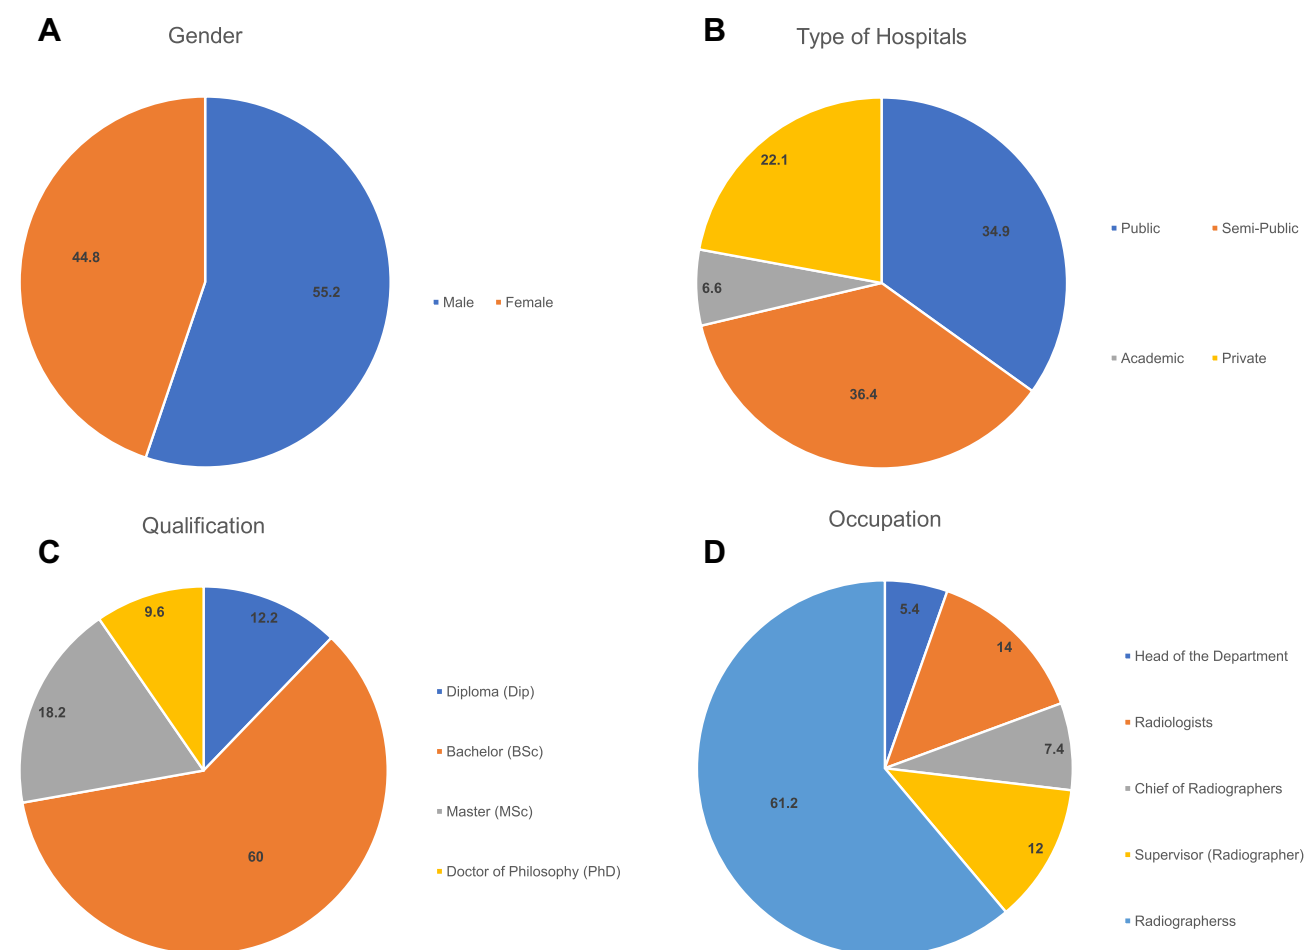 A
Gender
44.8
55.2
Male Female
B
Type of Hospitals
22.1
34.9
6.6
36.4
Public Semi-Public
Academic Private
Qualification
C
9.6
12.2
18.2
60
Diploma (Dip)
Bachelor (BSc)
Master (MSc)
Doctor of Philosophy (PhD)
Occupation
D
5.4
14
7.4
61.2
12
Head of the Department
Radiologists
Chief of Radiographers
Supervisor (Radiographer)
Radiographerss